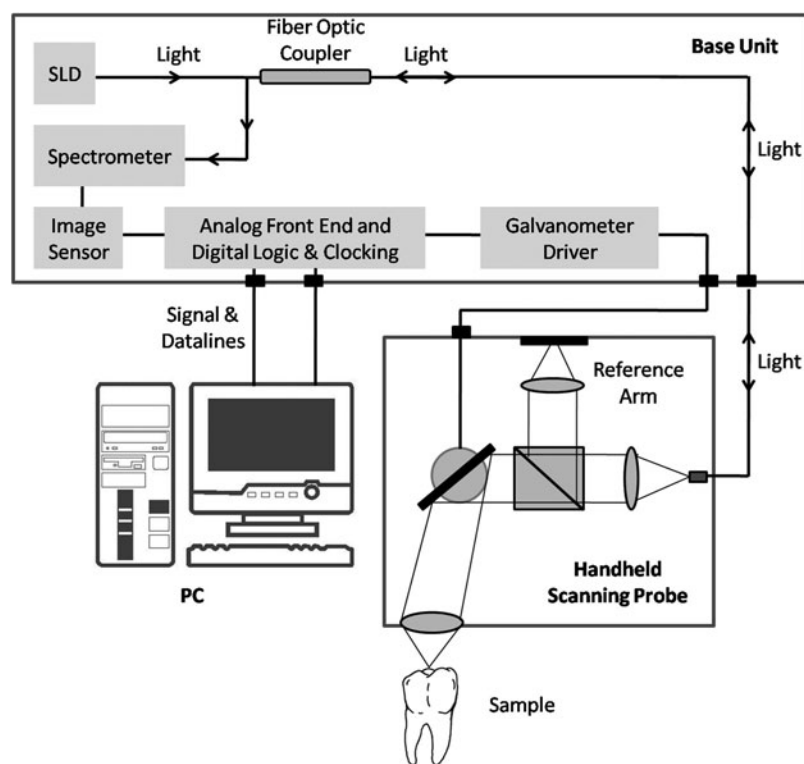 Fiber Optic
Coupler
Light
Light
Base Unit
SLD
Spectrometer
Light
Image
Sensor
Analog Front End and
Digital Logic & Clocking
Galvanometer
Driver
Signal &
Datalines
Light
Reference
Arm
Handheld
Scanning Probe
PC
Sample